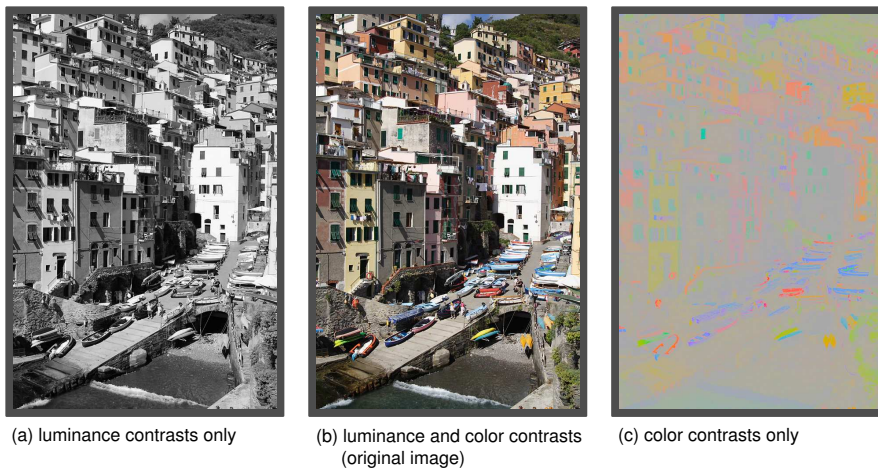 (a) luminance contrasts only
(b) luminance and color contrasts
(original image)
(c) color contrasts only